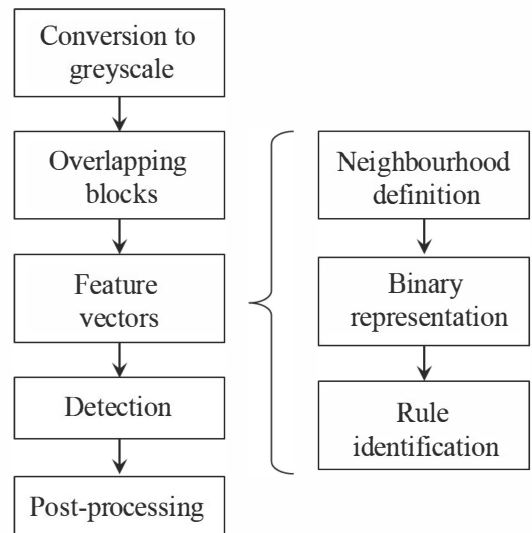 Conversion to
greyscale
Overlapping
blocks
Feature
vectors
Detection
Post-processing
Neighbourhood
definition
Binary
representation
Rule
identification